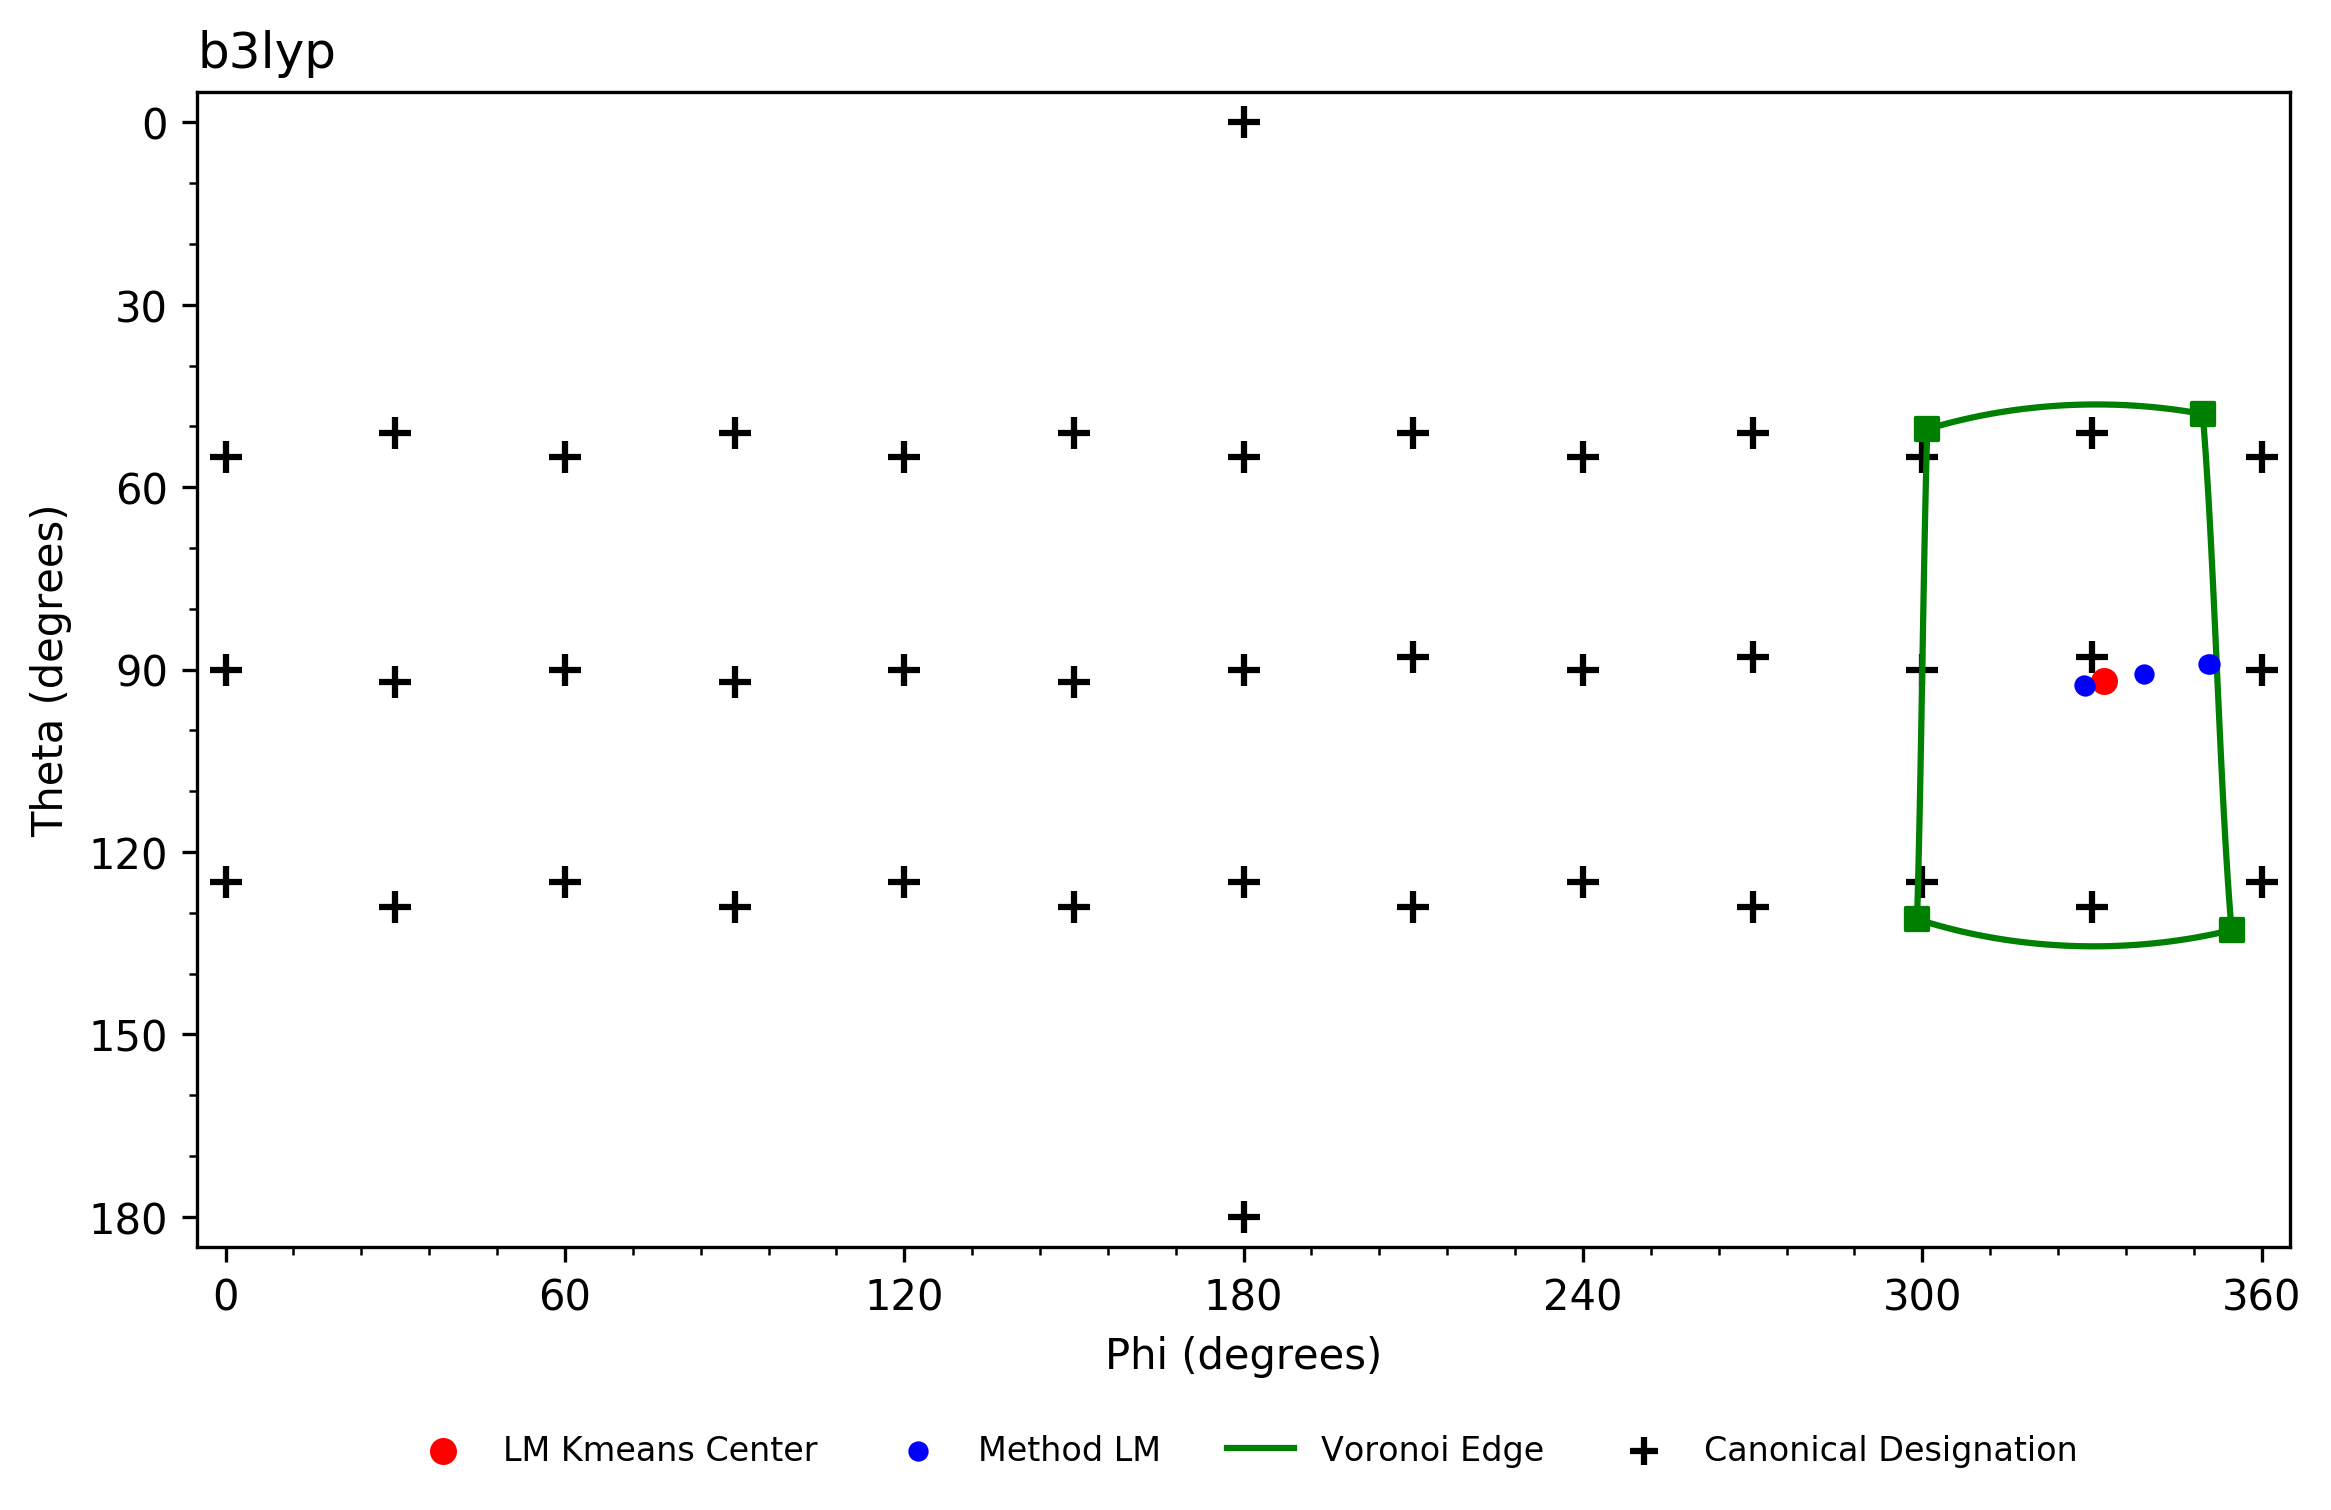 b3lyp
0
30
60
90
120
150
180
Theta (degrees)
0 60 120 180 240 300 360
Phi (degrees)
LM Kmeans Center Method LM Voronoi Edge Canonical Designation